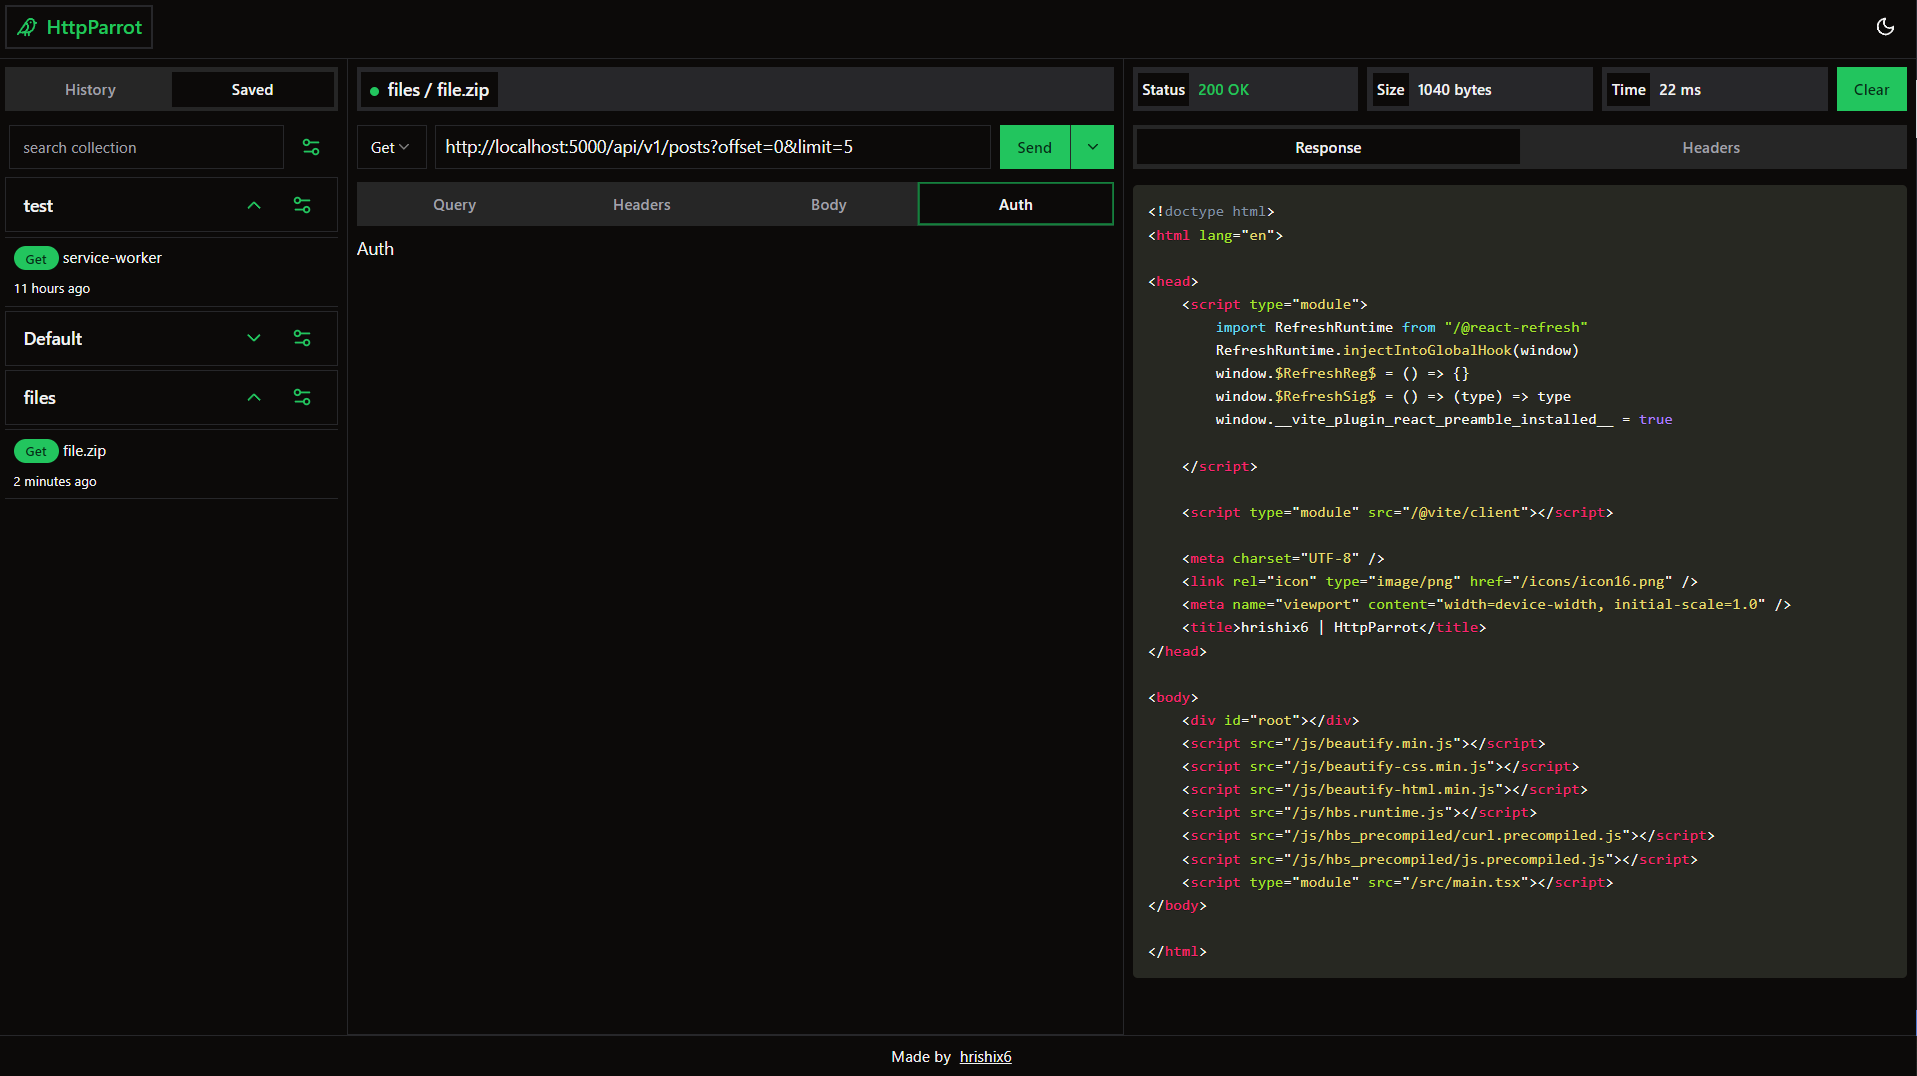 HttpParrot
History
Saved
search collection
test
Get service-worker
11 hours ago
Default
files
Get file.zip
2 minutes ago
files / file.zip
Get
http://localhost:5000/api/v1/posts?offset=0&limit=5
Send
Query
Headers
Body
Auth
Auth
Status 200 OK
Size 1040 bytes
Time 22 ms
Clear
Response
Headers
<!doctype html>
<html lang="en">
<head>
    <script type="module">
        import RefreshRuntime from "/@react-refresh"
        RefreshRuntime.injectIntoGlobalHook(window)
        window.$RefreshReg$ = () => {}
        window.$RefreshSig$ = () => (type) => type
        window.__vite_plugin_react_preamble_installed__ = true
    </script>
    <script type="module" src="/@vite/client"></script>
    <meta charset="UTF-8" />
    <link rel="icon" type="image/png" href="/icons/icon16.png" />
    <meta name="viewport" content="width=device-width, initial-scale=1.0" />
    <title>hrishix6 | HttpParrot</title>
</head>
<body>
    <div id="root"></div>
    <script src="/js/beautify.min.js"></script>
    <script src="/js/beautify-css.min.js"></script>
    <script src="/js/beautify-html.min.js"></script>
    <script src="/js/hbs.runtime.js"></script>
    <script src="/js/hbs_precompiled/curl.precompiled.js"></script>
    <script src="/js/hbs_precompiled/js.precompiled.js"></script>
    <script type="module" src="/src/main.tsx"></script>
</body>
</html>
Made by hrishix6